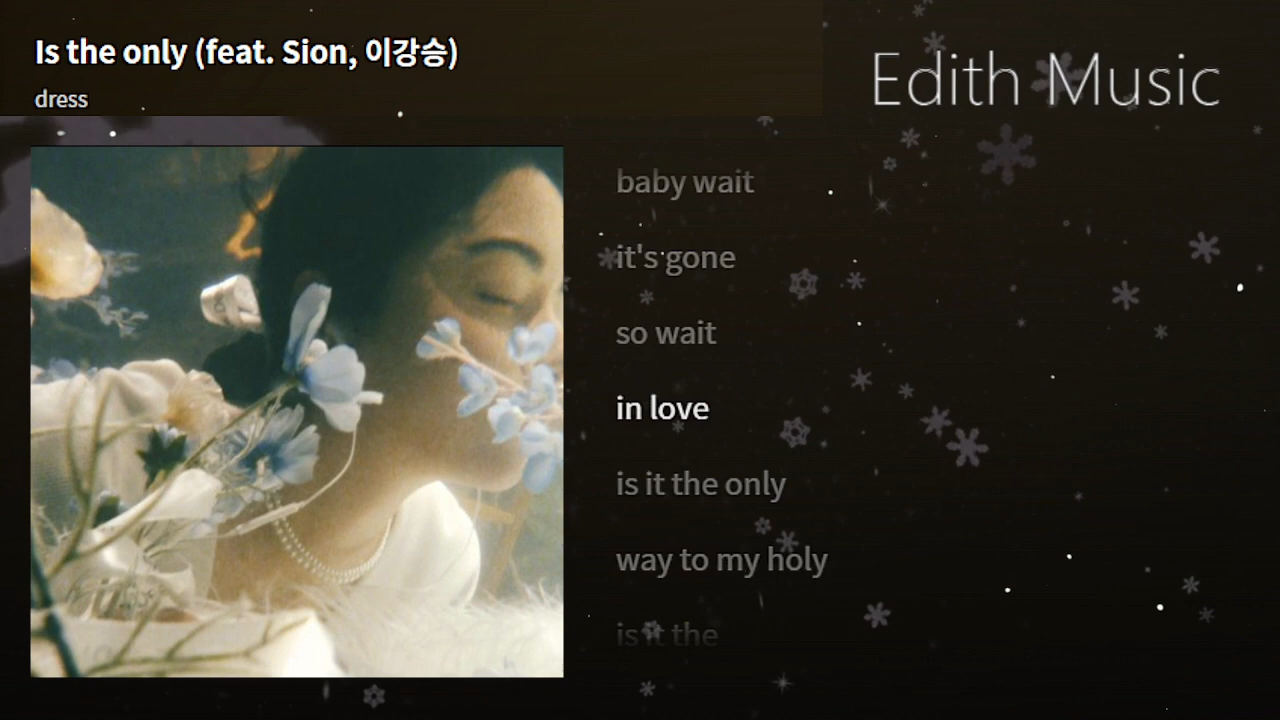 Is the only (feat. Sion, 이강승)
dress
Edith Music
baby wait
it's gone
so wait
in love
is it the only
way to my holy
is it the